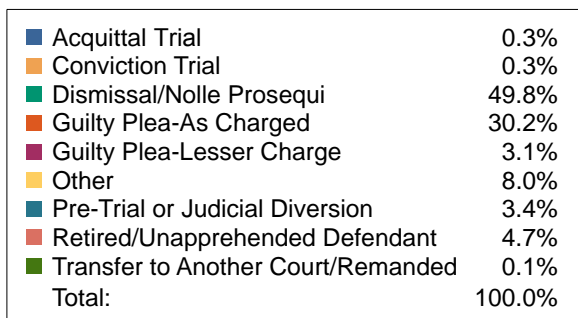 Acquittal Trial 0.3%
Conviction Trial 0.3%
Dismissal/Nolle Prosequi 49.8%
Guilty Plea-As Charged 30.2%
Guilty Plea-Lesser Charge 3.1%
Other 8.0%
Pre-Trial or Judicial Diversion 3.4%
Retired/Unapprehended Defendant 4.7%
Transfer to Another Court/Remanded 0.1%
Total: 100.0%